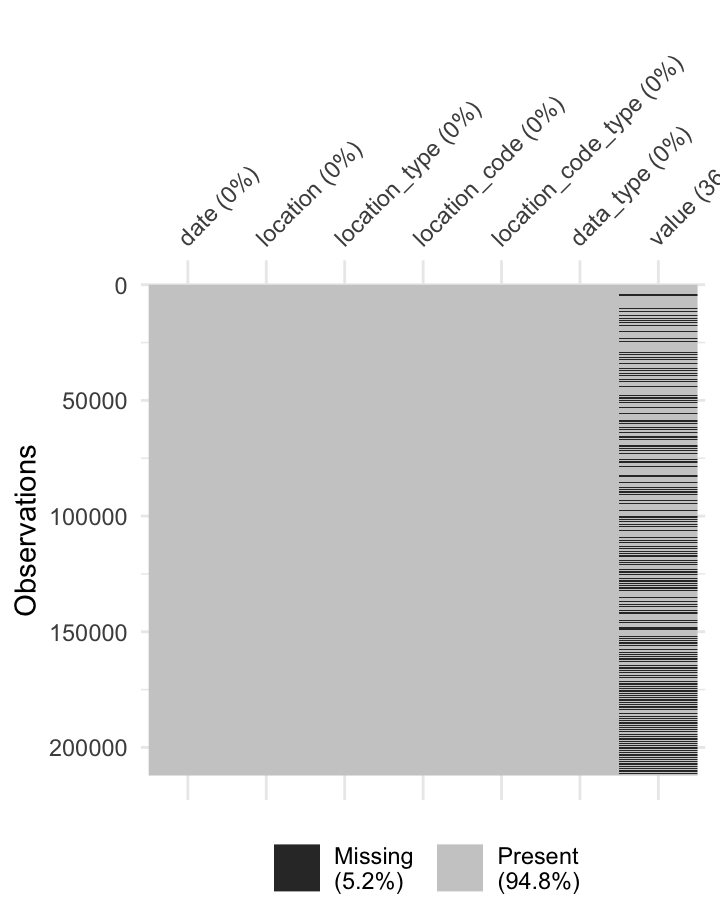 date (0%)
location (0%)
location_type (0%)
location_code (0%)
location_code_type (0%)
data_type (0%)
value (36
0
50000
100000
150000
200000
Observations
Missing
(5.2%)
Present
(94.8%)